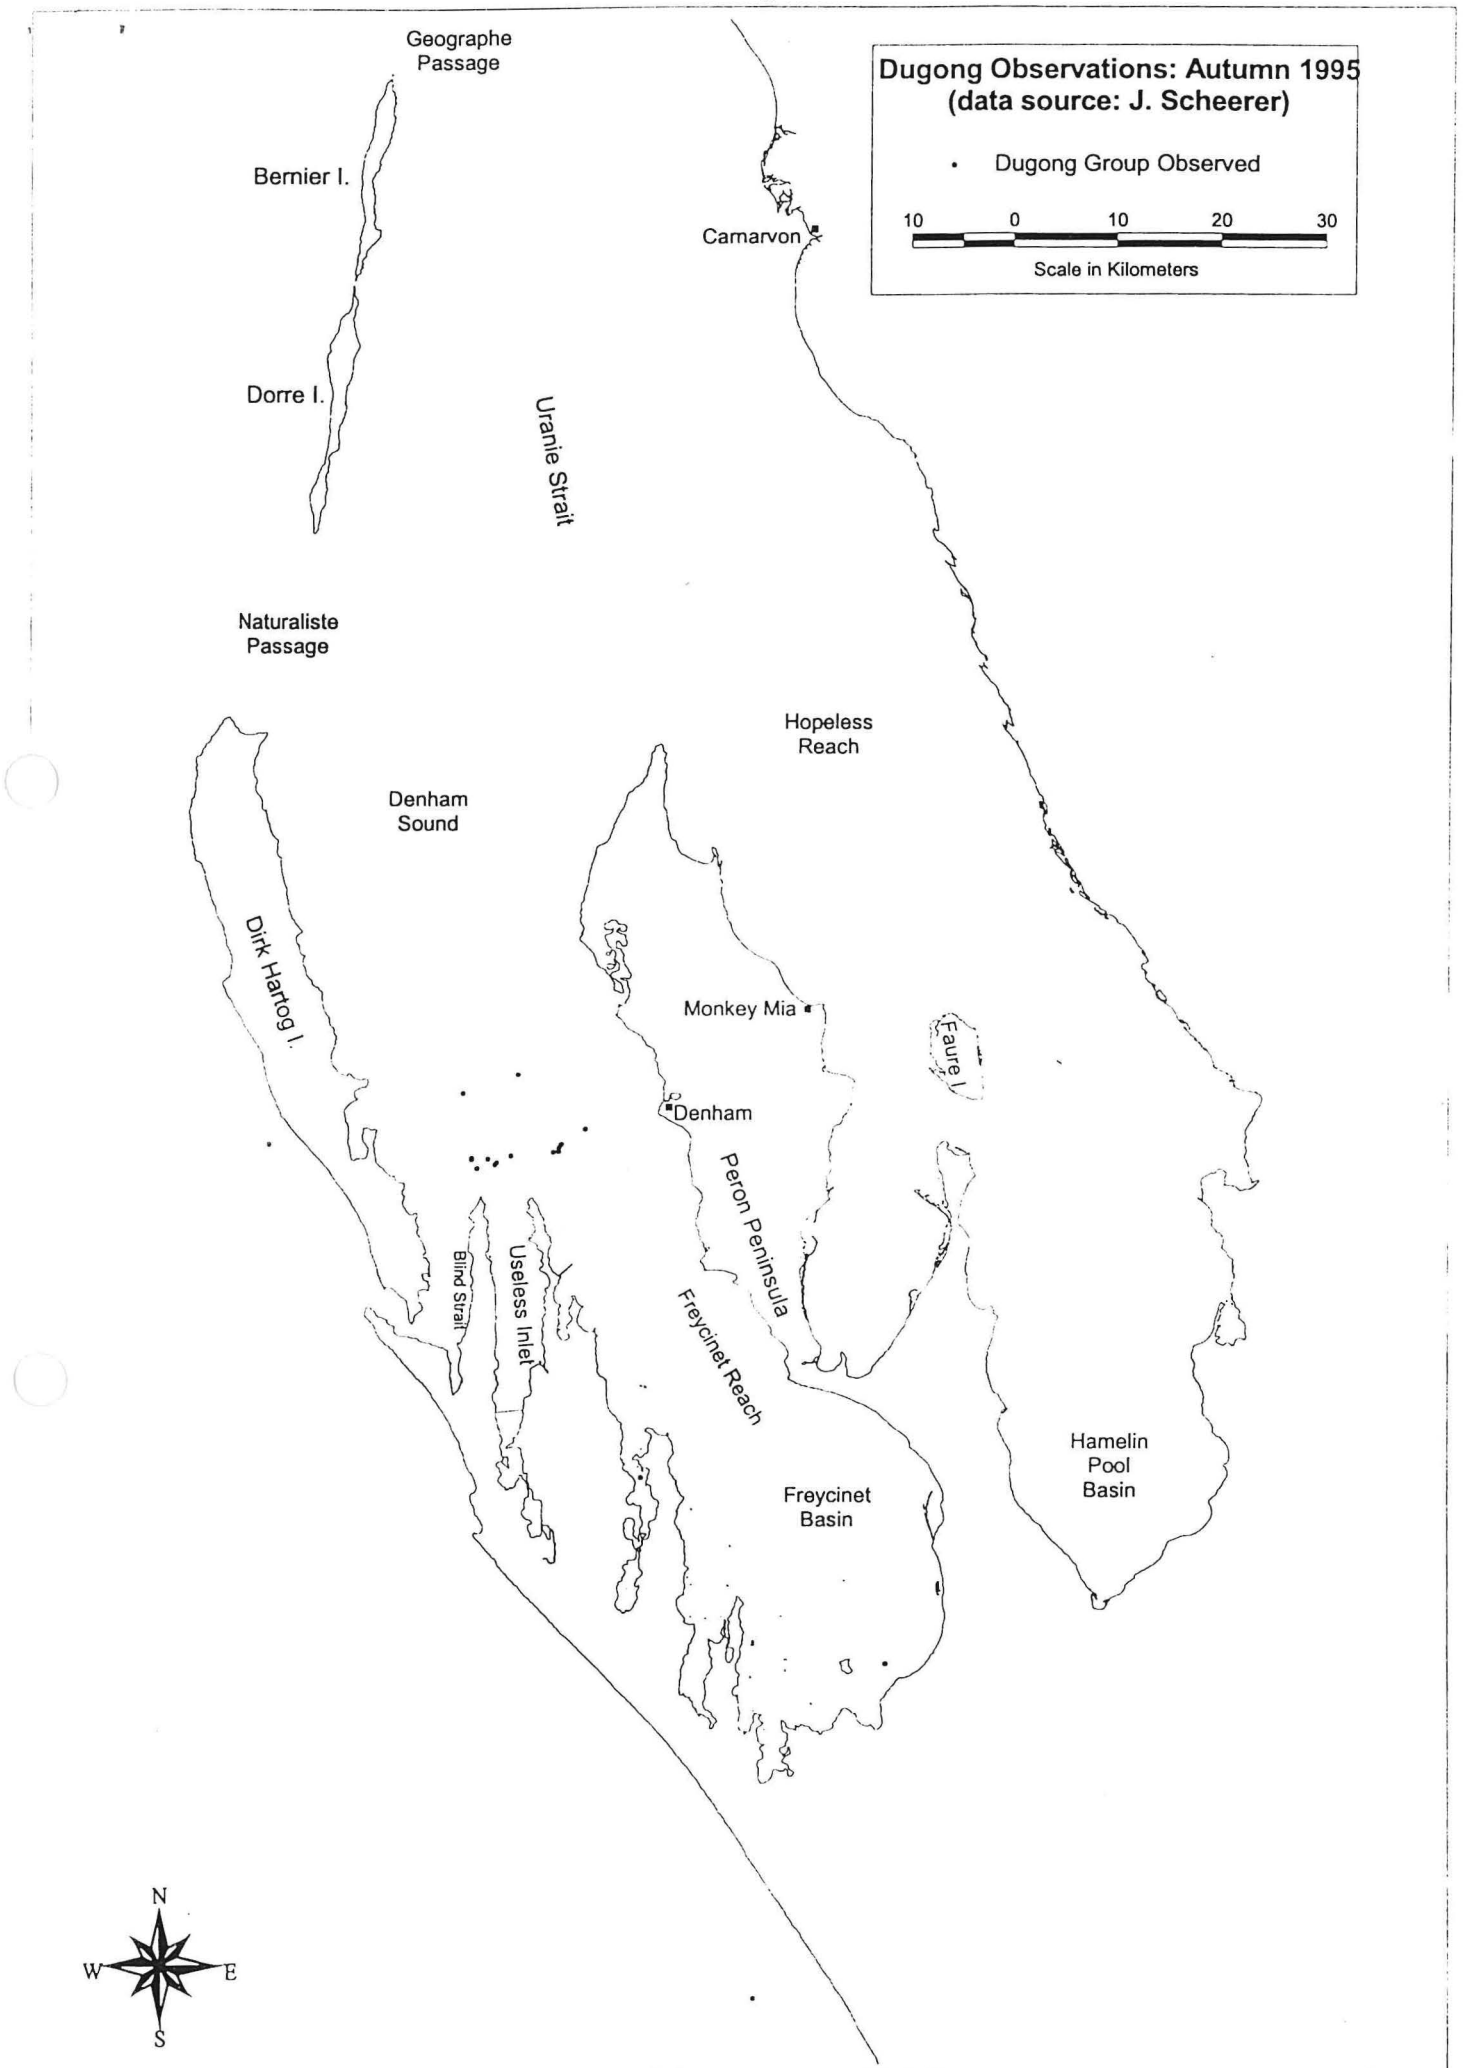 Geographe
Passage
Dugong Observations: Autumn 1995
(data source: J. Scheerer)
Dugong Group Observed
10 0 10 20 30
Scale in Kilometers
Bernier I.
Carnarvon
Dorre I.
Uranie Strait
Naturaliste
Passage
Hopeless
Reach
Denham
Sound
Dirk Hartog I.
Monkey Mia
Faure I.
Denham
Peron Peninsula
Blind Strait
Useless Inlet
Freycinet Reach
Hamelin
Pool
Basin
Freycinet
Basin
N
W E
S